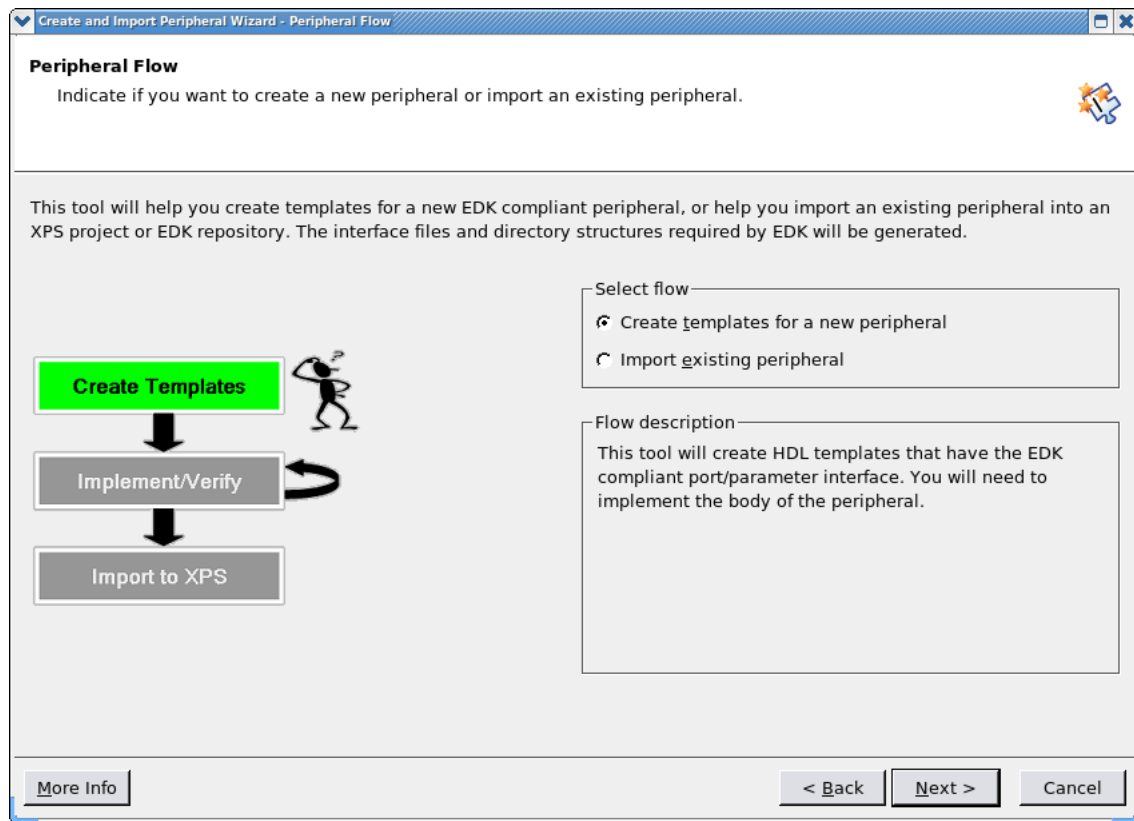 Create and Import Peripheral Wizard - Peripheral Flow
Peripheral Flow
Indicate if you want to create a new peripheral or import an existing peripheral.
This tool will help you create templates for a new EDK compliant peripheral, or help you import an existing peripheral into an
XPS project or EDK repository. The interface files and directory structures required by EDK will be generated.
Select flow
Create templates for a new peripheral
Import existing peripheral
Create Templates
Implement/Verify
Import to XPS
Flow description
This tool will create HDL templates that have the EDK
compliant port/parameter interface. You will need to
implement the body of the peripheral.
More Info
< Back
Next >
Cancel